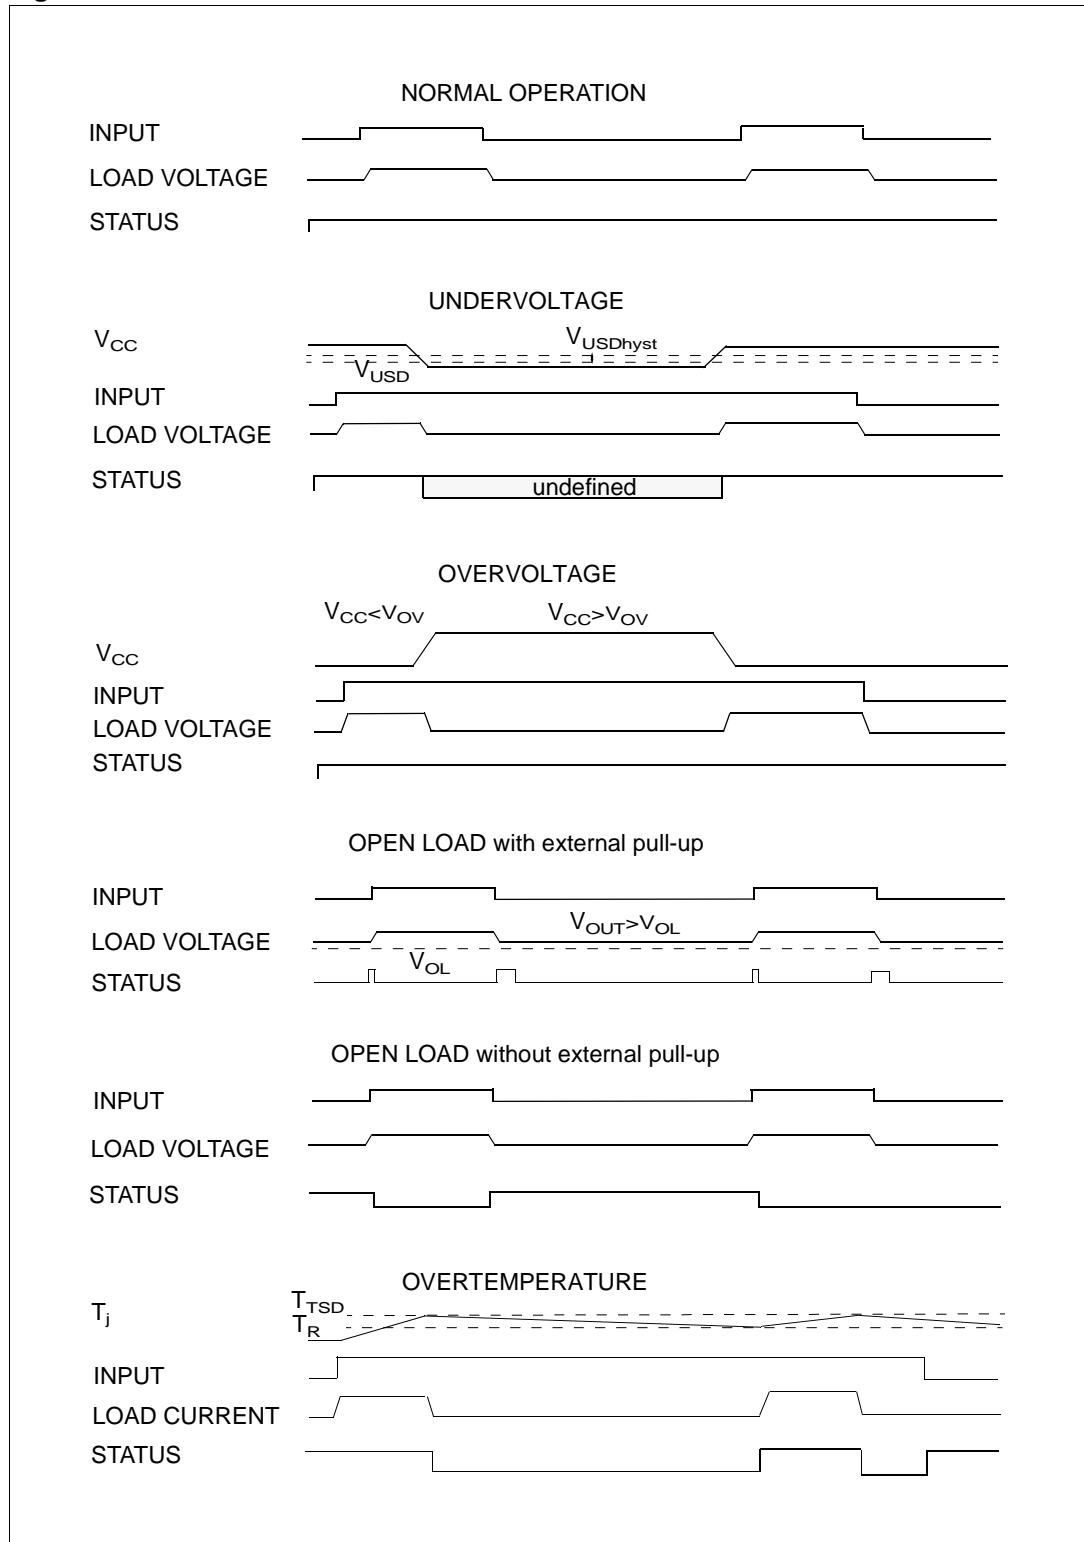 NORMAL OPERATION
INPUT
LOAD VOLTAGE
STATUS
UNDERVOLTAGE
VCC
VUSDhyst
VUSD
INPUT
LOAD VOLTAGE
STATUS
undefined
OVERVOLTAGE
VCC<VOV
VCC>VOV
VCC
INPUT
LOAD VOLTAGE
STATUS
OPEN LOAD with external pull-up
INPUT
VOUT>VOL
LOAD VOLTAGE
VOL
STATUS
OPEN LOAD without external pull-up
INPUT
LOAD VOLTAGE
STATUS
OVERTEMPERATURE
Tj
TTSD
TR
INPUT
LOAD CURRENT
STATUS